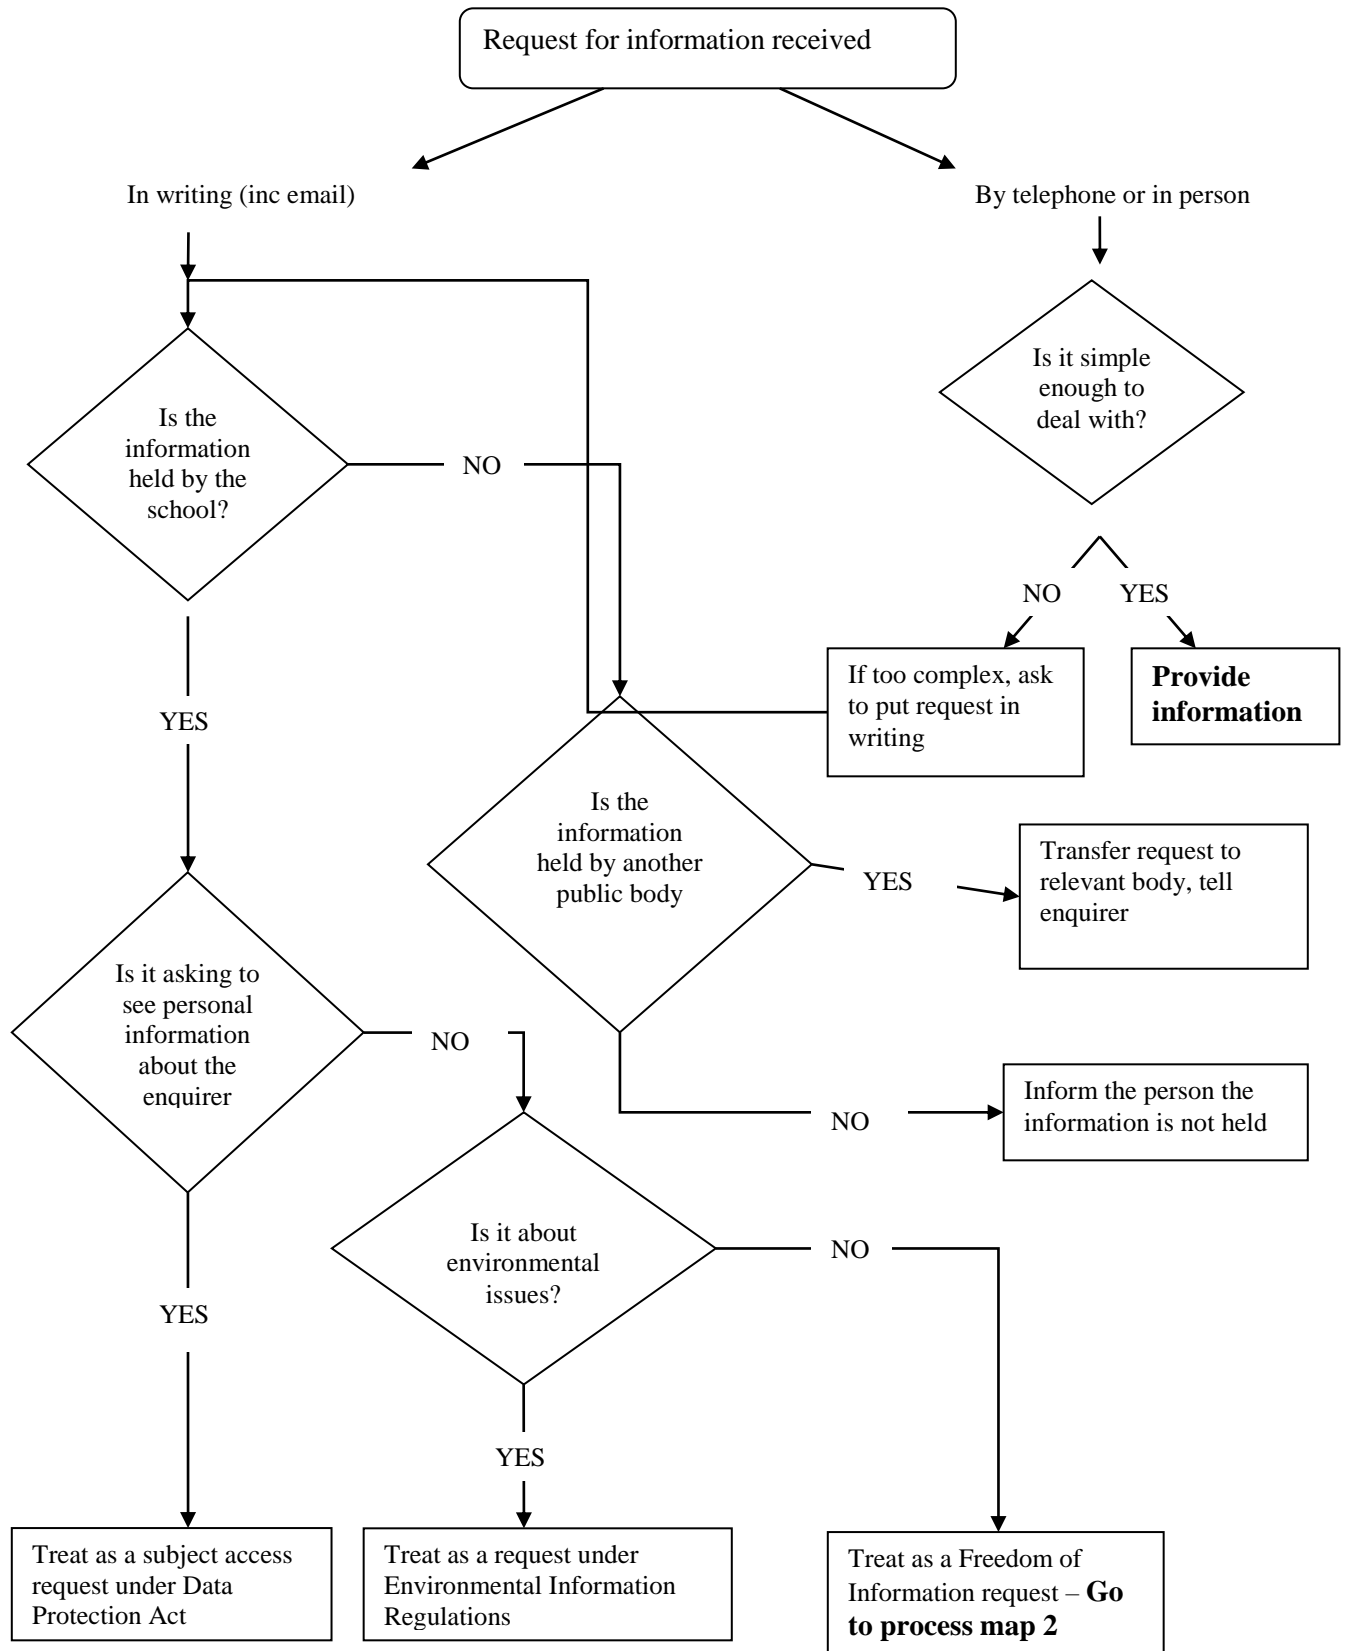 Request for information received
In writing (inc email)
By telephone or in person
Is it simple
enough to
deal with?
Is the
information
held by the
school?
NO
NO
YES
If too complex, ask
to put request in
writing
Provide
information
YES
Is the
information
held by another
public body
YES
Transfer request to
relevant body, tell
enquirer
Is it asking to
see personal
information
about the
enquirer
NO
Inform the person the
information is not held
NO
Is it about
environmental
issues?
NO
YES
YES
Treat as a subject access
request under Data
Protection Act
Treat as a request under
Environmental Information
Regulations
Treat as a Freedom of
Information request – Go
to process map 2